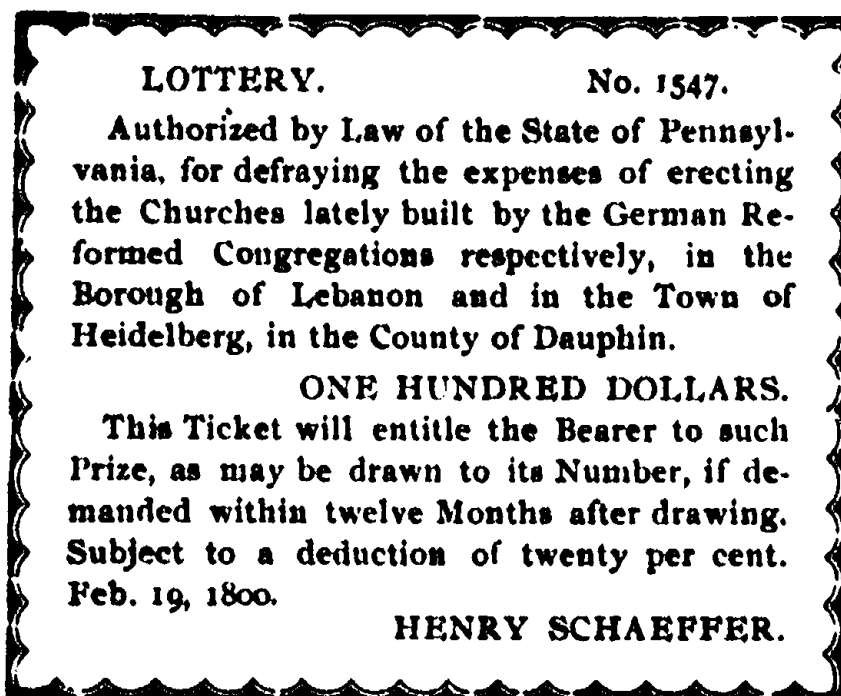 LOTTERY. No. 1547.
Authorized by Law of the State of Pennsyl-
vania, for defraying the expenses of erecting
the Churches lately built by the German Re-
formed Congregations respectively, in the
Borough of Lebanon and in the Town of
Heidelberg, in the County of Dauphin.
ONE HUNDRED DOLLARS.
This Ticket will entitle the Bearer to such
Prize, as may be drawn to its Number, if de-
manded within twelve Months after drawing.
Subject to a deduction of twenty per cent.
Feb. 19, 1800.
HENRY SCHAEFFER.